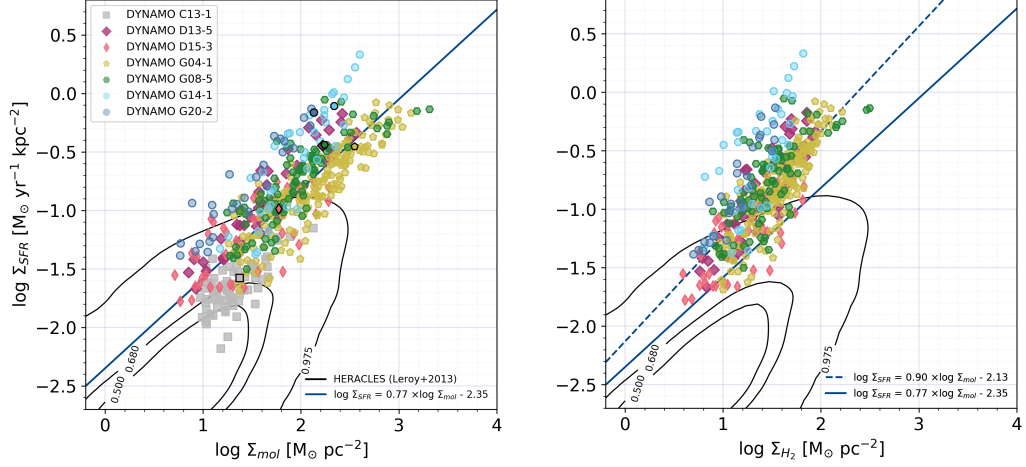 DYNAMO C13-1
DYNAMO D13-5
DYNAMO D15-3
DYNAMO G04-1
DYNAMO G08-5
DYNAMO G14-1
DYNAMO G20-2
0.5
0.0
−0.5
−1.0
−1.5
−2.0
−2.5
log Σ_SFR [M⊙ yr⁻¹ kpc⁻²]
0.500
0.680
0.975
HERACLES (Leroy+2013)
log Σ_SFR = 0.77 ×log Σ_mol - 2.35
0
1
2
3
4
log Σ_mol [M⊙ pc⁻²]
0.5
0.0
−0.5
−1.0
−1.5
−2.0
−2.5
0.500
0.680
0.975
log Σ_SFR = 0.90 ×log Σ_mol - 2.13
log Σ_SFR = 0.77 ×log Σ_mol - 2.35
0
1
2
3
4
log Σ_H₂ [M⊙ pc⁻²]